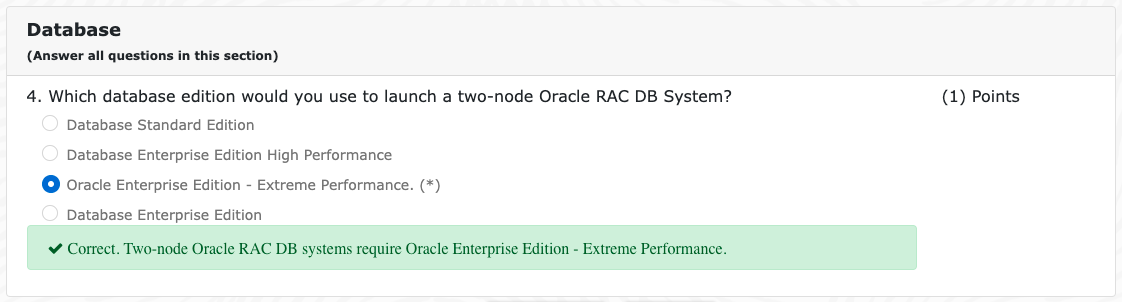 Database
(Answer all questions in this section)
4. Which database edition would you use to launch a two-node Oracle RAC DB System?
(1) Points
Database Standard Edition
Database Enterprise Edition High Performance
Oracle Enterprise Edition - Extreme Performance. (*)
Database Enterprise Edition
Correct. Two-node Oracle RAC DB systems require Oracle Enterprise Edition - Extreme Performance.